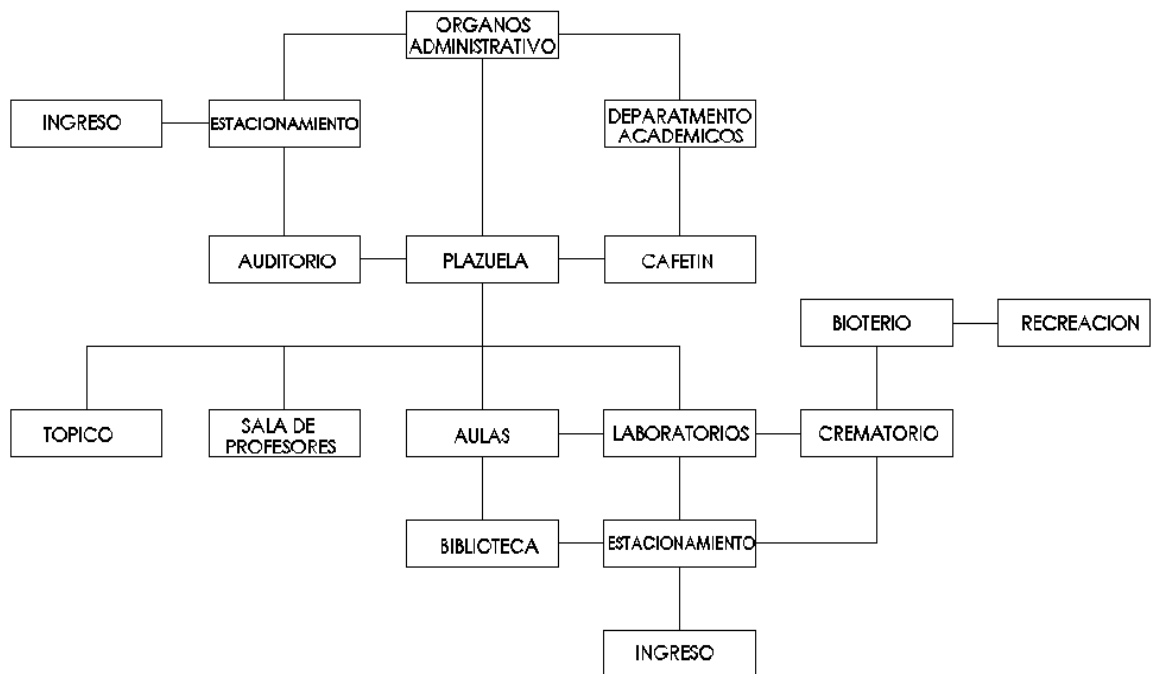 ORGANOS
ADMINISTRATIVO
INGRESO
ESTACIONAMIENTO
DEPARATMENTO
ACADEMICOS
AUDITORIO
PLAZUELA
CAFETIN
BIOTERIO
RECREACION
TOPICO
SALA DE
PROFESORES
AULAS
LABORATORIOS
CREMATORIO
BIBLIOTECA
ESTACIONAMIENTO
INGRESO